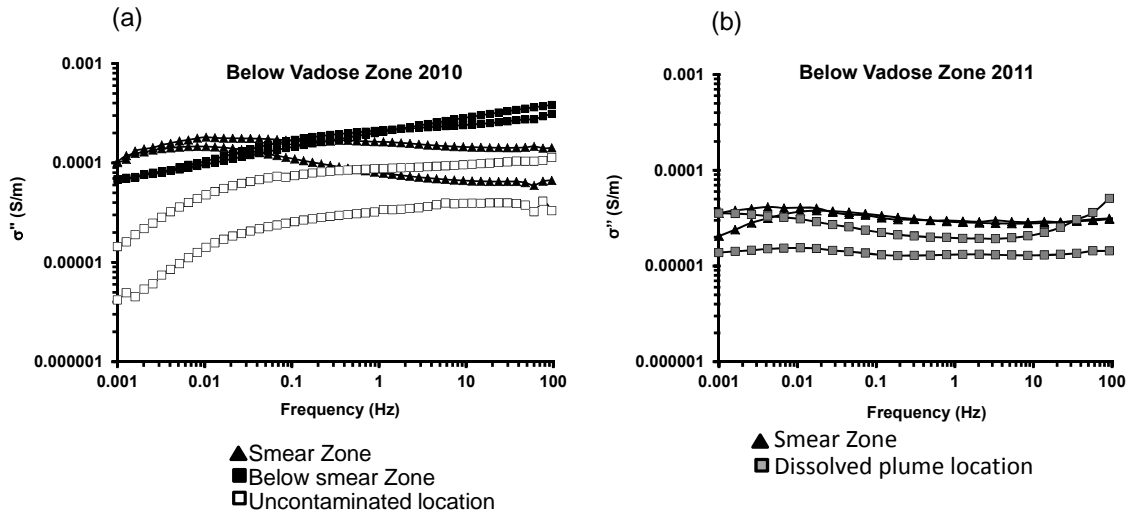 (a)
Below Vadose Zone 2010
0.001
0.0001
0.00001
0.000001
σ" (S/m)
0.001 0.01 0.1 1 10 100
Frequency (Hz)
Smear Zone
Below smear Zone
Uncontaminated location
(b)
Below Vadose Zone 2011
0.001
0.0001
0.00001
0.000001
σ" (S/m)
0.001 0.01 0.1 1 10 100
Frequency (Hz)
Smear Zone
Dissolved plume location